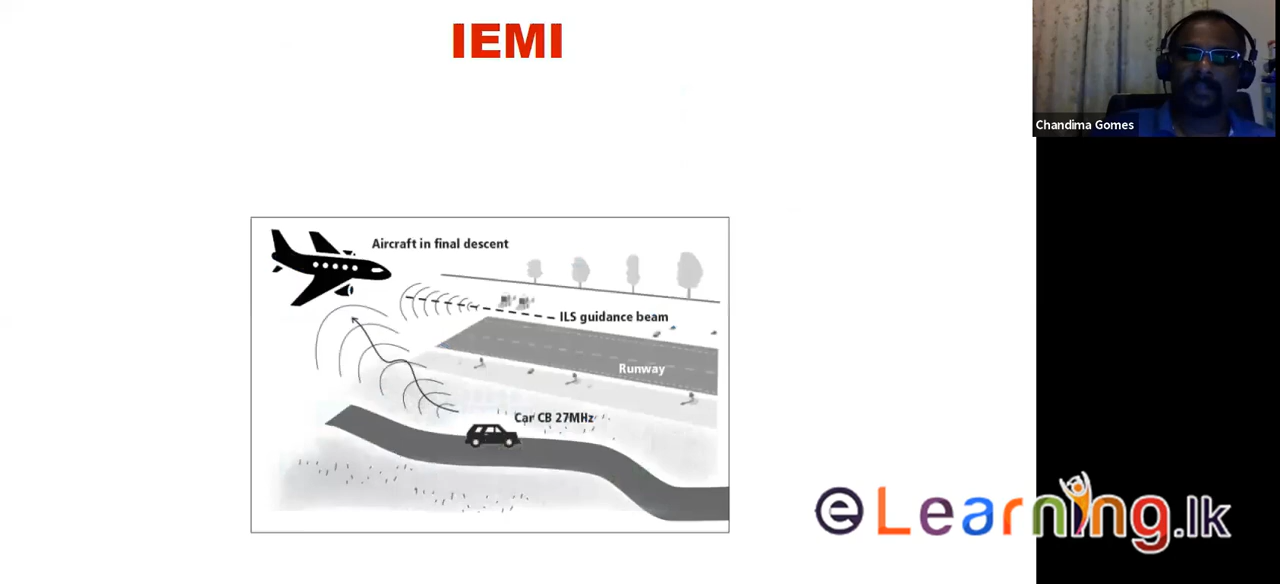 IEMI
Chandima Gomes
Aircraft in final descent
ILS guidance beam
Runway
Car CB 27MHz
eLearning.lk